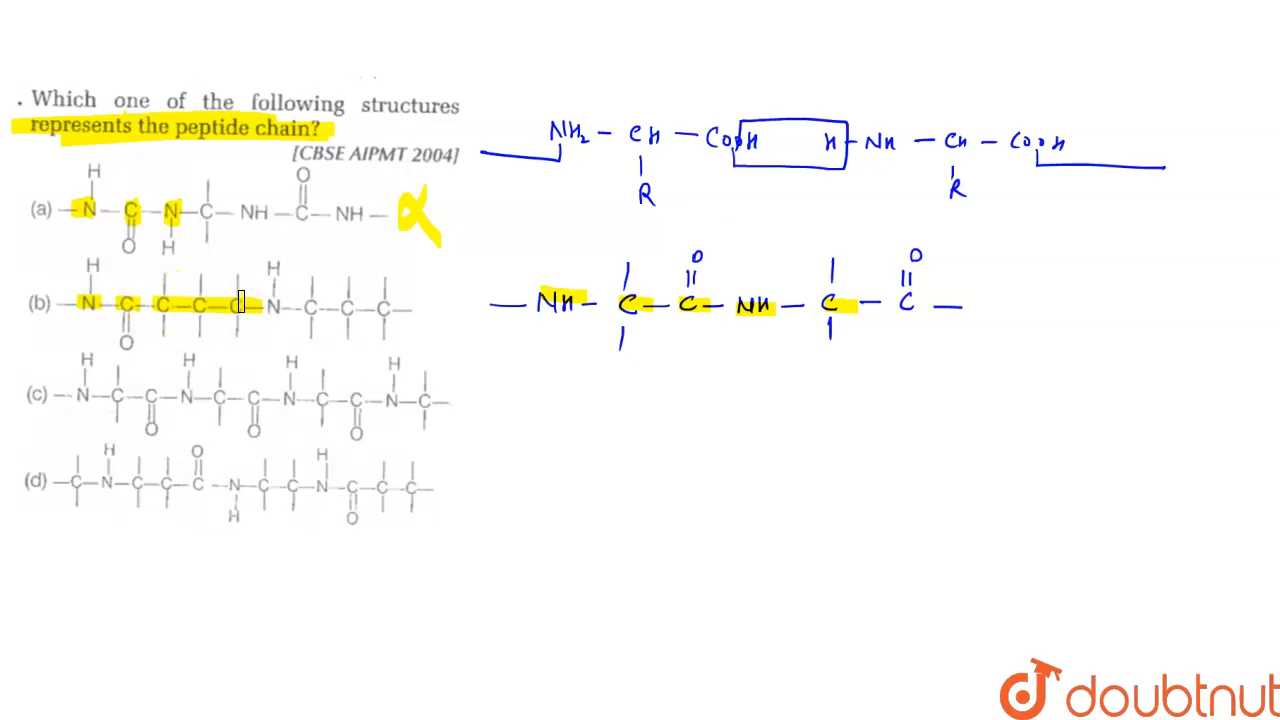 . Which one of the following structures
represents the peptide chain?
[CBSE AIPMT 2004]
H O
(a) —N—C—N—C—NH—C—NH—
O H
H H
(b) —N—C—C—C—C—N—C—C—C—
O
H H H H
(c) —N—C—C—N—C—C—N—C—C—N—C—
O O O
H O H
(d) —C—N—C—C—C—N—C—C—N—C—C—C—
H O
α
NH2 — CH — COOH H — NH — CH — COOH
R R
O O
— NH — C — C — NH — C — C —
doubtnut